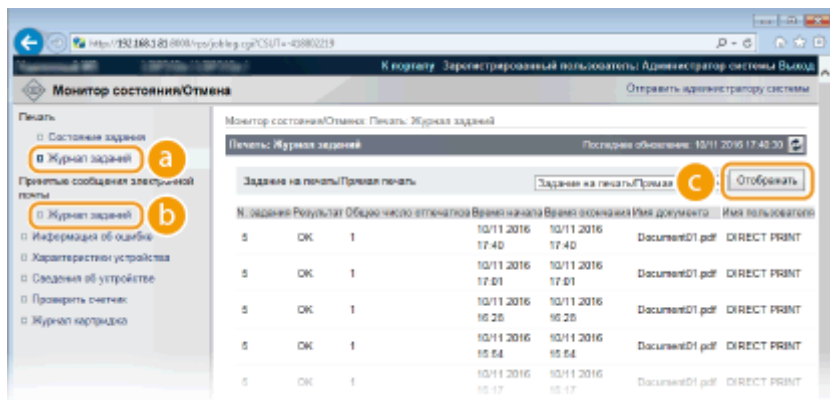 https://192.168.1.81:8000/rps/joblog.cgi?CSUT=-458802219
К порталу Зарегистрированный пользователь: Администратор системы Выход
Монитор состояния/Отмена
Отправить администратору системы
Печать
Состояние задания
Журнал заданий
a
Принятые сообщения электронной
почты
Журнал заданий
b
Информация об ошибке
Характеристики устройства
Сведения об устройстве
Проверить счетчик
Журнал картриджа
Монитор состояния/Отмена: Печать: Журнал заданий
Печать: Журнал заданий
Последнее обновление: 10/11 2016 17:40:30
Задание на печать/Прямая печать
Задание на печать/Прямая
c
Отображать
N. задания Результат Общее число отпечатков Время начала Время окончания Имя документа Имя пользователя
5 OK 1 10/11 2016 17:40 10/11 2016 17:40 Document01.pdf DIRECT PRINT
5 OK 1 10/11 2016 17:01 10/11 2016 17:01 Document01.pdf DIRECT PRINT
5 OK 1 10/11 2016 16:28 10/11 2016 16:28 Document01.pdf DIRECT PRINT
5 OK 1 10/11 2016 15:54 10/11 2016 15:54 Document01.pdf DIRECT PRINT
5 OK 1 10/11 2016 15:17 10/11 2016 15:17 Document01.pdf DIRECT PRINT